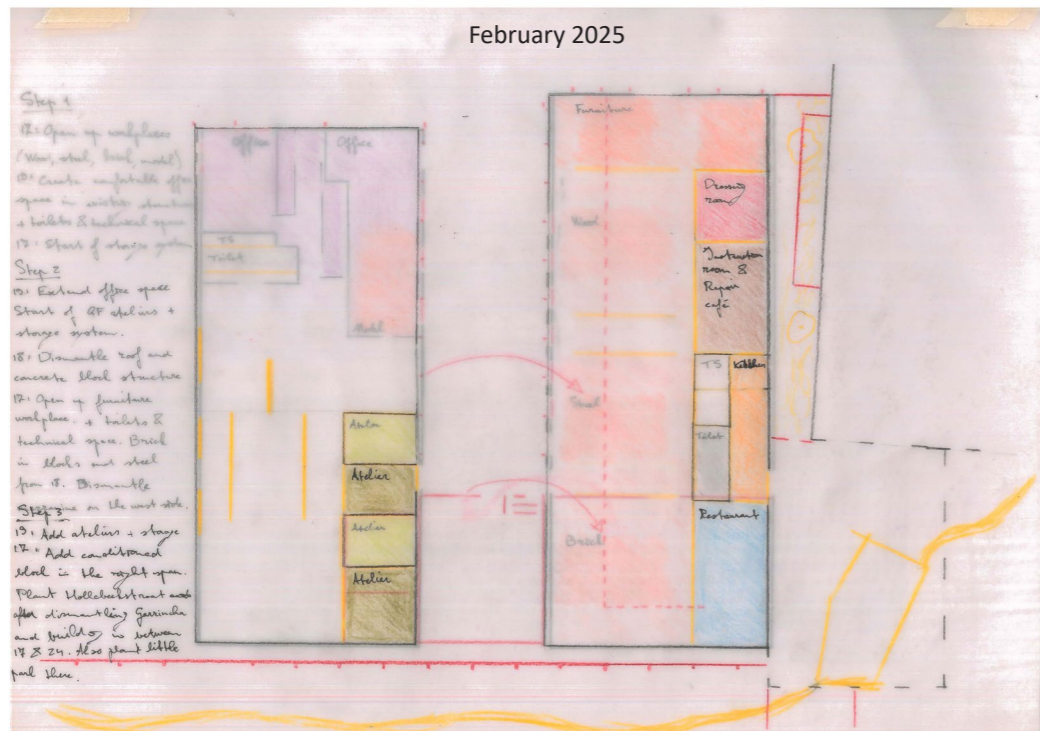 February 2025
Step 1
17: Open up workplaces
(Wood, steel, brick, model)
Create comfortable office
space in existing structure
+ toilets & technical space
17: Start of storage system
Step 2
Extend office space
Start of QF ateliers +
storage system.
18: Dismantle roof and
concrete block structure
17: Open up furniture
workplace. + toilets &
technical space. Brick
in blocks and steel
from 18. Dismantle
on the west side.
Step 3
19: Add ateliers + storage
17: Add conditioned
block in the right span.
Plant Hollebeekstraat
after dismantling Garrincha
and building in between
17 & 24. Also plant little
park there.
Office
Office
TS
Toilet
Model
Atelier
Atelier
Atelier
Atelier
Furniture
Wood
Steel
Brick
Dressing
room
Instruction
room &
Repair
café
TS
Kitchen
Toilet
Restaurant